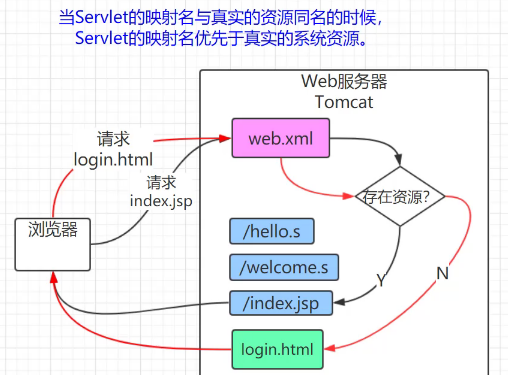 当Servlet的映射名与真实的资源同名的时候，
Servlet的映射名优先于真实的系统资源。
Web服务器
Tomcat
请求
login.html
web.xml
请求
index.jsp
存在资源?
浏览器
/hello.s
/welcome.s
Y
N
/index.jsp
login.html